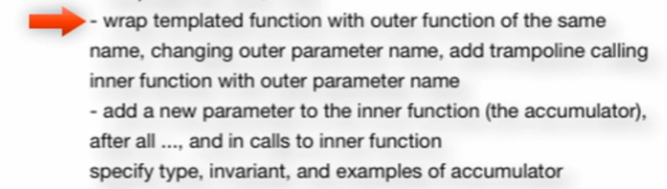 - wrap templated function with outer function of the same
name, changing outer parameter name, add trampoline calling
inner function with outer parameter name
- add a new parameter to the inner function (the accumulator),
after all ..., and in calls to inner function
specify type, invariant, and examples of accumulator